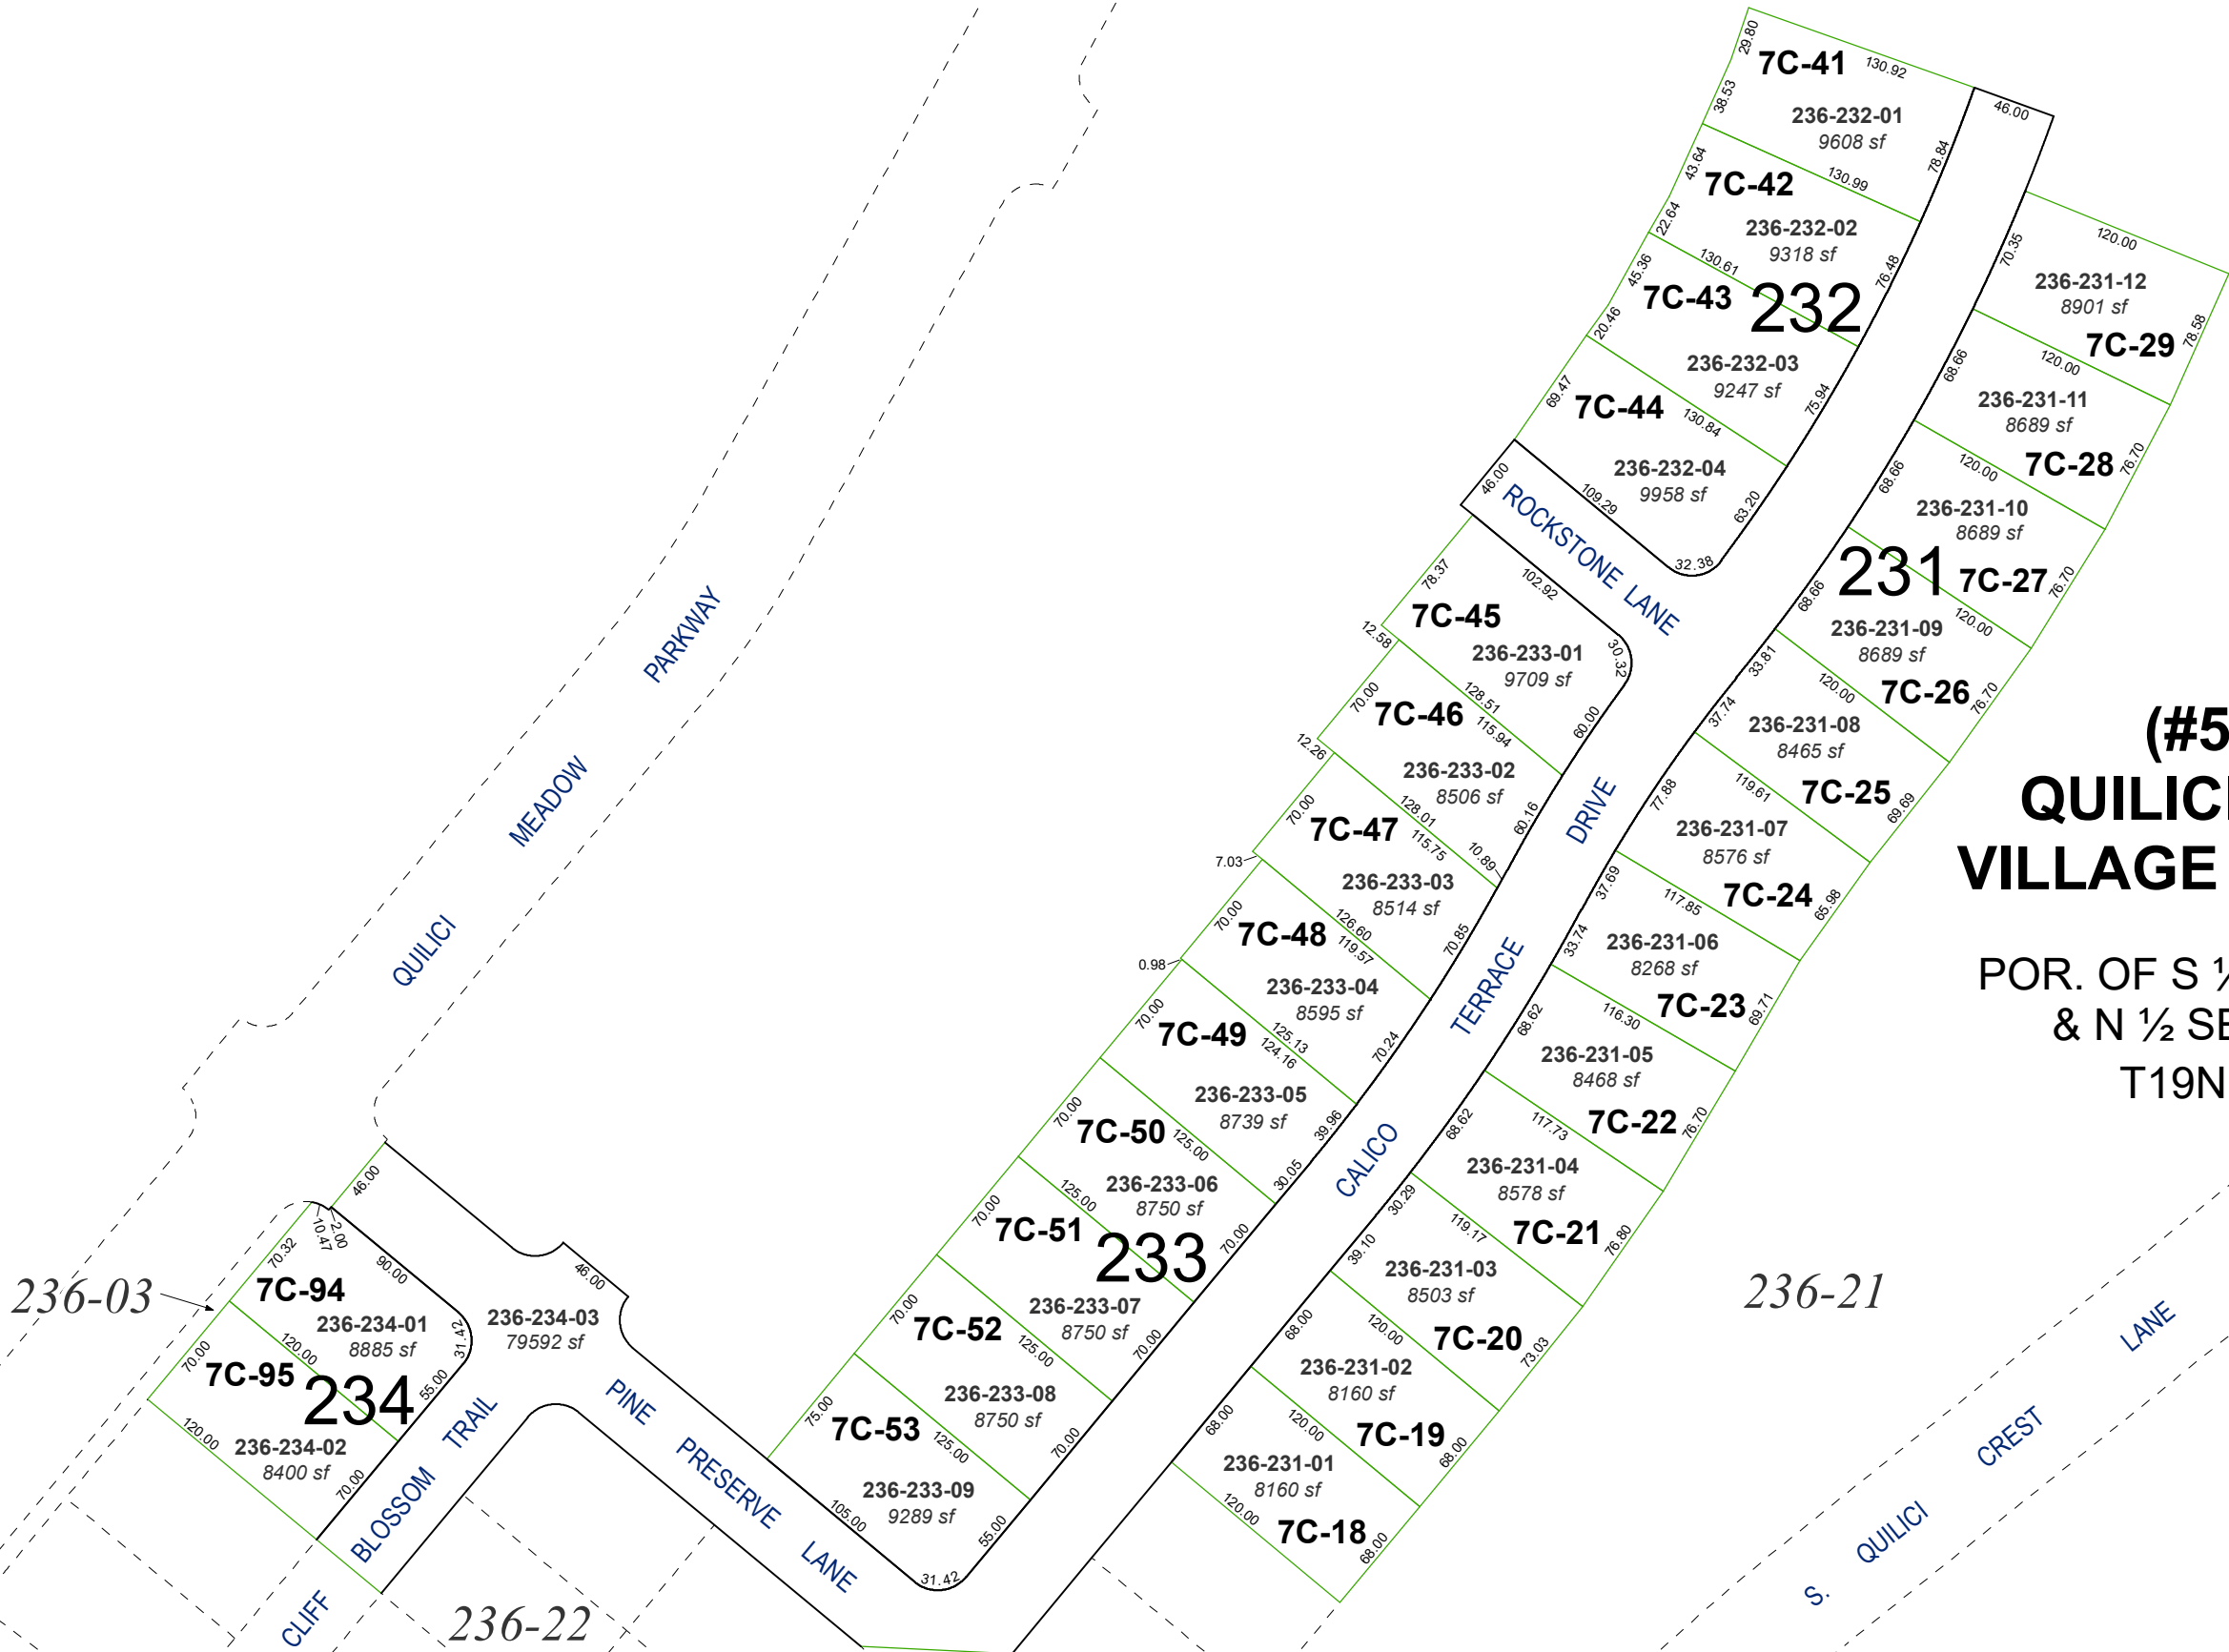 29.80
7C-41
130.92
38.53
236-232-01
9608 sf
46.00
78.84
43.64
7C-42
130.99
22.64
236-232-02
9318 sf
130.61
45.36
7C-43
232
76.48
20.46
236-232-03
9247 sf
75.94
69.47
7C-44
130.84
236-232-04
9958 sf
46.00
109.29
63.20
32.38
ROCKSTONE LANE
120.00
70.35
236-231-12
8901 sf
7C-29
78.58
68.66
120.00
236-231-11
8689 sf
7C-28
76.70
68.66
120.00
236-231-10
8689 sf
231
7C-27
76.70
68.66
120.00
236-231-09
8689 sf
7C-26
76.70
33.81
120.00
37.74
236-231-08
8465 sf
7C-25
69.69
119.61
77.88
236-231-07
8576 sf
7C-24
65.98
37.69
117.85
33.74
236-231-06
8268 sf
7C-23
69.71
116.30
68.62
236-231-05
8468 sf
7C-22
76.70
117.73
68.62
236-231-04
8578 sf
7C-21
76.80
30.29
119.17
39.10
236-231-03
8503 sf
7C-20
73.03
120.00
68.00
236-231-02
8160 sf
7C-19
68.00
120.00
68.00
236-231-01
8160 sf
120.00
7C-18
68.00
78.37
102.92
7C-45
12.58
236-233-01
9709 sf
30.32
128.51
60.00
70.00
7C-46
115.94
12.26
236-233-02
8506 sf
60.16
128.01
70.00
7C-47
115.75
10.89
7.03
236-233-03
8514 sf
126.60
70.00
7C-48
119.57
70.85
0.98
236-233-04
8595 sf
70.00
7C-49
125.13
124.16
70.24
236-233-05
8739 sf
70.00
7C-50
125.00
39.96
30.05
236-233-06
8750 sf
125.00
70.00
7C-51
233
70.00
236-233-07
8750 sf
70.00
7C-52
125.00
70.00
236-233-08
8750 sf
75.00
7C-53
125.00
70.00
236-233-09
9289 sf
105.00
55.00
31.42
CALICO
TERRACE
DRIVE
QUILICI
MEADOW
PARKWAY
46.00
2.00
10.47
70.32
90.00
46.00
236-03
7C-94
236-234-01
8885 sf
31.42
236-234-03
79592 sf
70.00
120.00
7C-95
234
55.00
120.00
236-234-02
8400 sf
70.00
CLIFF
BLOSSOM
TRAIL
PINE
PRESERVE
LANE
236-22
236-21
S.
QUILICI
CREST
LANE
(#5
QUILICI
VILLAGE
POR. OF S ½
& N ½ SE
T19N